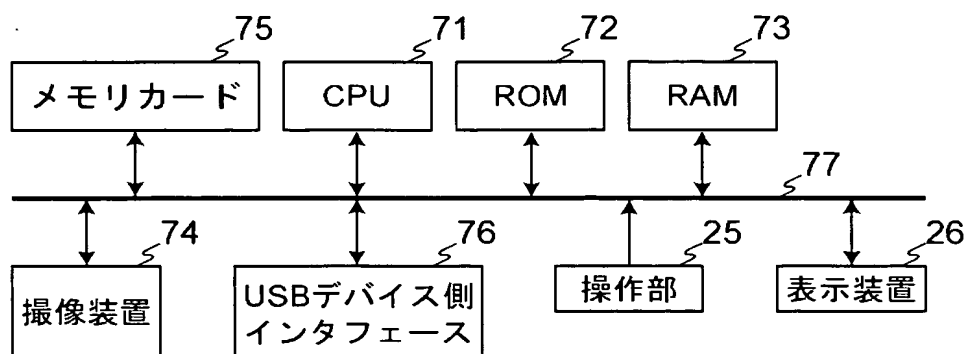 75
71
72
73
メモリカード
CPU
ROM
RAM
77
74
76
25
26
撮像装置
USBデバイス側
インタフェース
操作部
表示装置